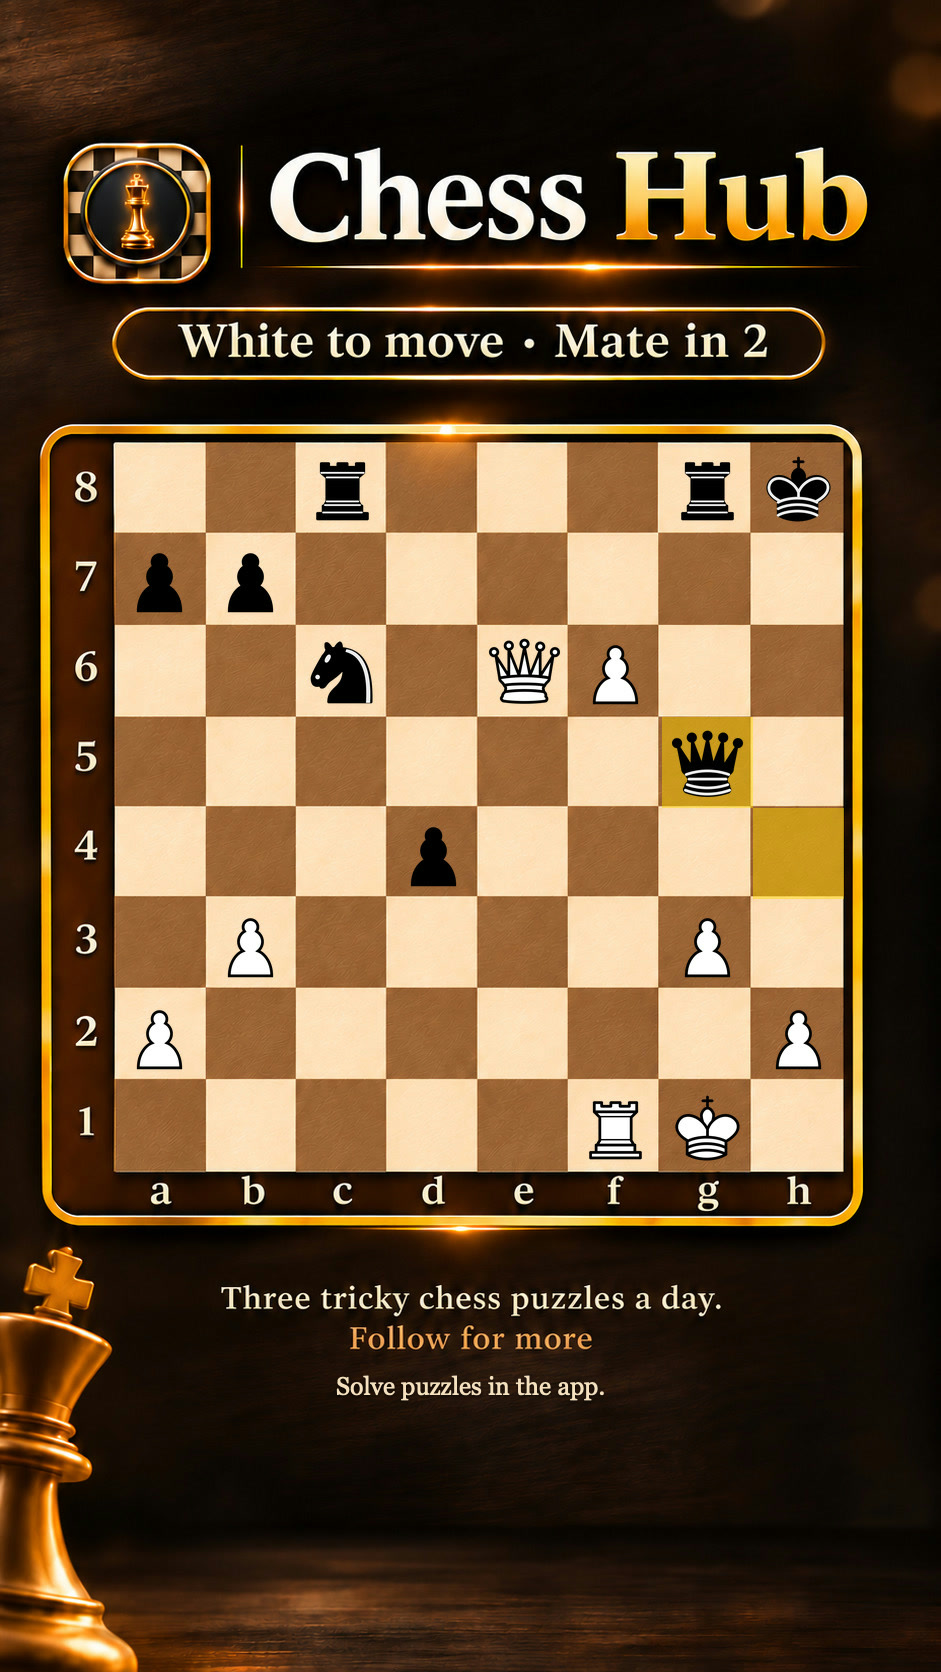 Chess Hub
White to move · Mate in 2
8
7
6
5
4
3
2
1
a b c d e f g h
Three tricky chess puzzles a day.
Follow for more
Solve puzzles in the app.